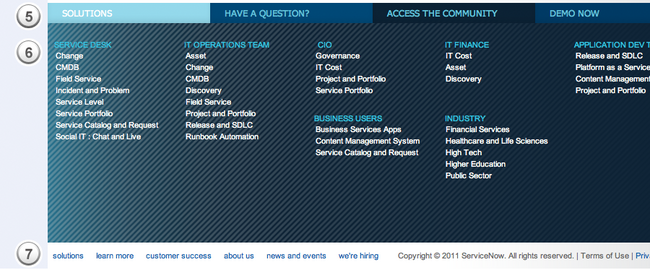 5
SOLUTIONS
HAVE A QUESTION?
ACCESS THE COMMUNITY
DEMO NOW
6
SERVICE DESK
Change
CMDB
Field Service
Incident and Problem
Service Level
Service Portfolio
Service Catalog and Request
Social IT : Chat and Live
IT OPERATIONS TEAM
Asset
Change
CMDB
Discovery
Field Service
Project and Portfolio
Release and SDLC
Runbook Automation
CIO
Governance
IT Cost
Project and Portfolio
Service Portfolio
BUSINESS USERS
Business Services Apps
Content Management System
Service Catalog and Request
IT FINANCE
IT Cost
Asset
Discovery
INDUSTRY
Financial Services
Healthcare and Life Sciences
High Tech
Higher Education
Public Sector
APPLICATION DEV T
Release and SDLC
Platform as a Service
Content Management
Project and Portfolio
7
solutions learn more customer success about us news and events we're hiring Copyright © 2011 ServiceNow. All rights reserved. | Terms of Use | Priv